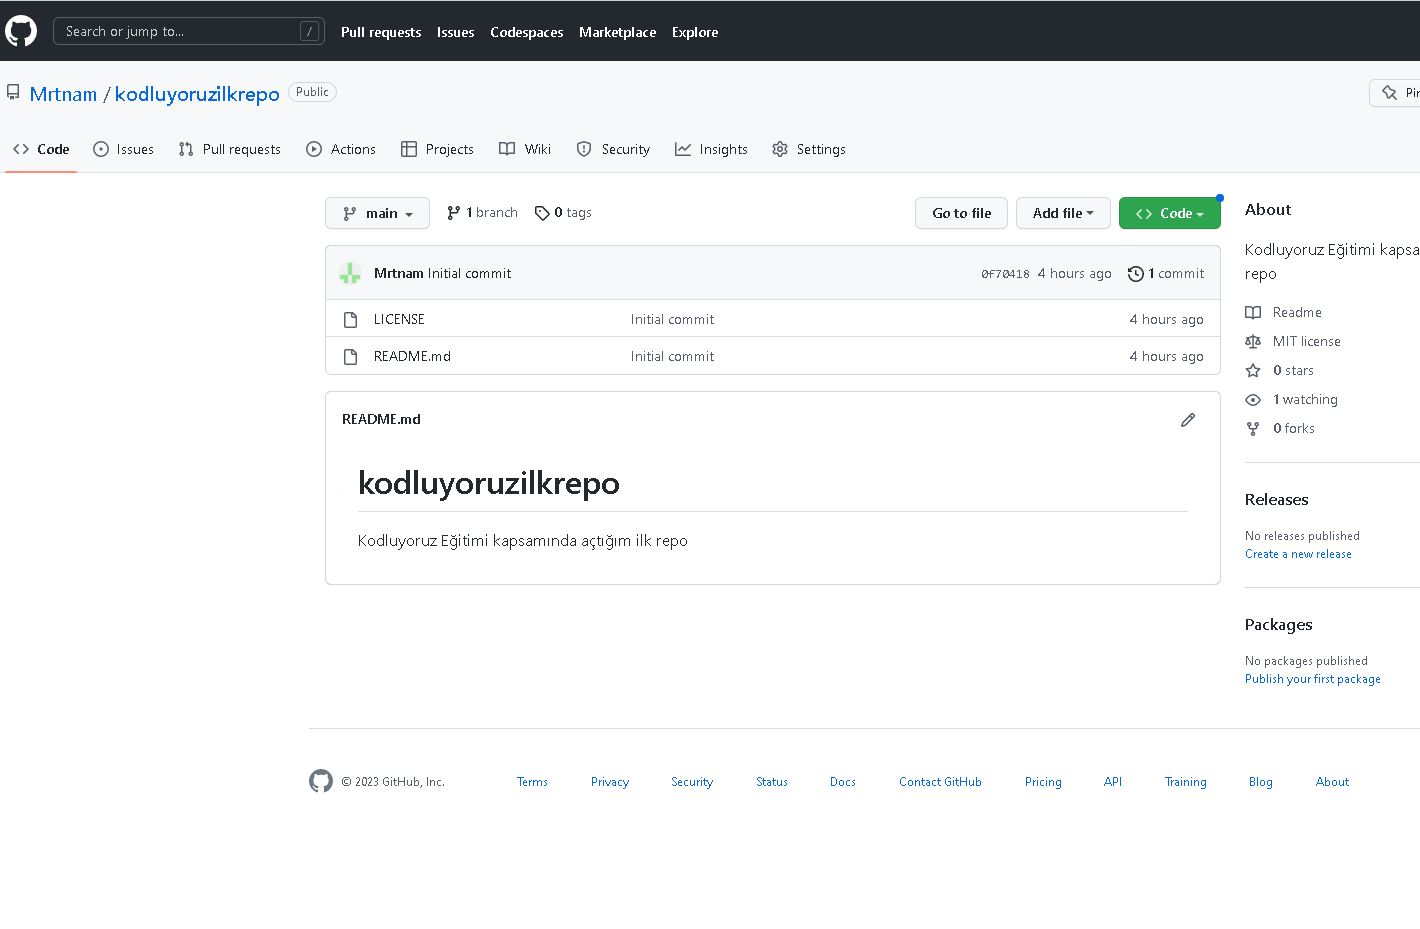 Search or jump to... /
Pull requests Issues Codespaces Marketplace Explore
Mrtnam / kodluyoruzilkrepo Public
Code Issues Pull requests Actions Projects Wiki Security Insights Settings
main 1 branch 0 tags Go to file Add file Code
Mrtnam Initial commit 0f70418 4 hours ago 1 commit
LICENSE Initial commit 4 hours ago
README.md Initial commit 4 hours ago
README.md
kodluyoruzilkrepo
Kodluyoruz Eğitimi kapsamında açtığım ilk repo
About
Kodluyoruz Eğitimi
repo
Readme
MIT license
0 stars
1 watching
0 forks
Releases
No releases published
Create a new release
Packages
No packages published
Publish your first package
© 2023 GitHub, Inc. Terms Privacy Security Status Docs Contact GitHub Pricing API Training Blog About